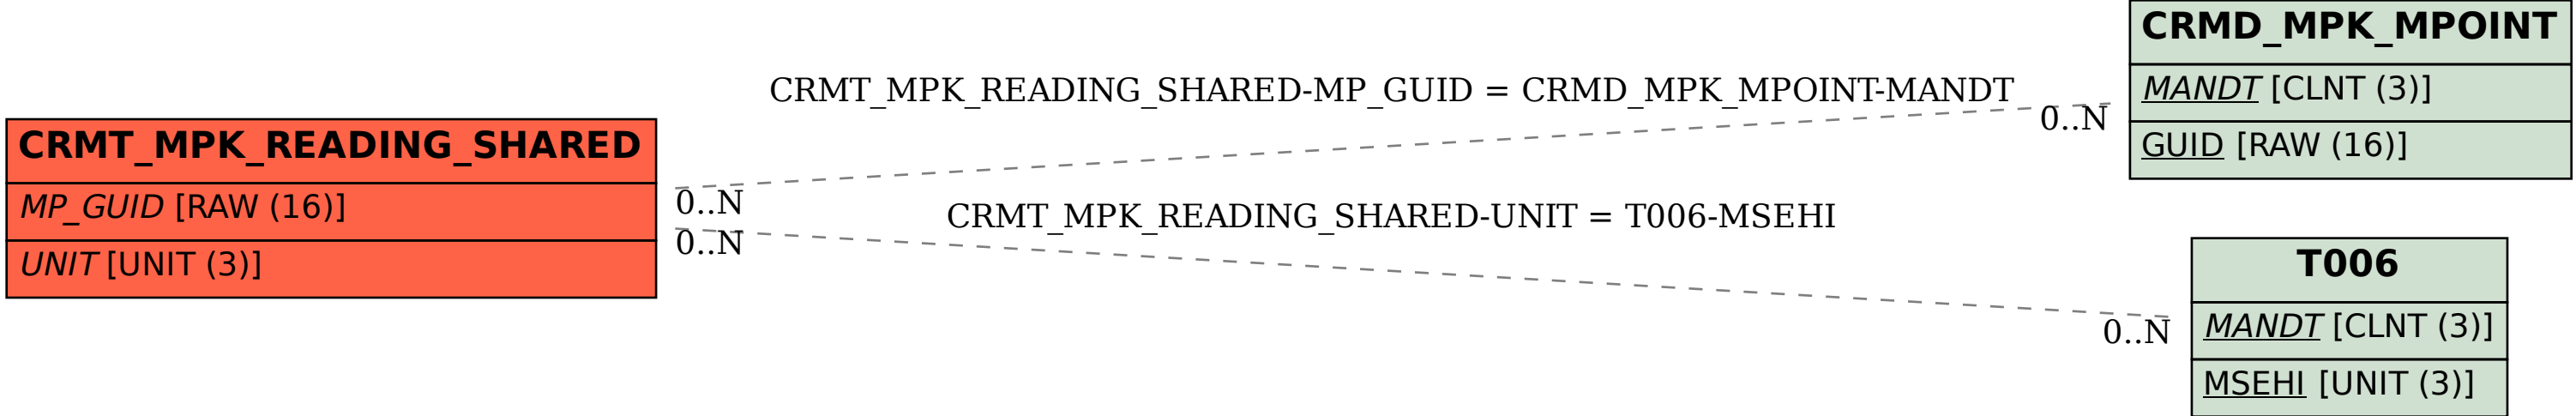 CRMT_MPK_READING_SHARED
MP_GUID [RAW (16)]
UNIT [UNIT (3)]
CRMT_MPK_READING_SHARED-MP_GUID = CRMD_MPK_MPOINT-MANDT
0..N
0..N
CRMT_MPK_READING_SHARED-UNIT = T006-MSEHI
0..N
0..N
CRMD_MPK_MPOINT
MANDT [CLNT (3)]
GUID [RAW (16)]
T006
MANDT [CLNT (3)]
MSEHI [UNIT (3)]